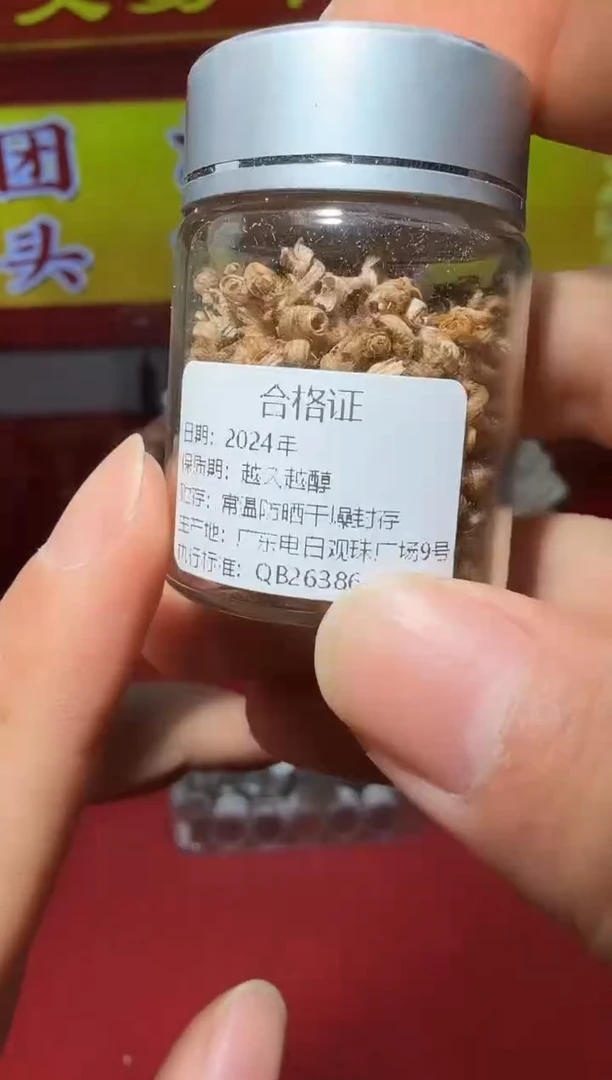 团
头
合格证
日期：2024年
保质期：越久越醇
贮存：常温防晒干燥封存
生产地：广东电白观珠广场9号
执行标准：QB26386